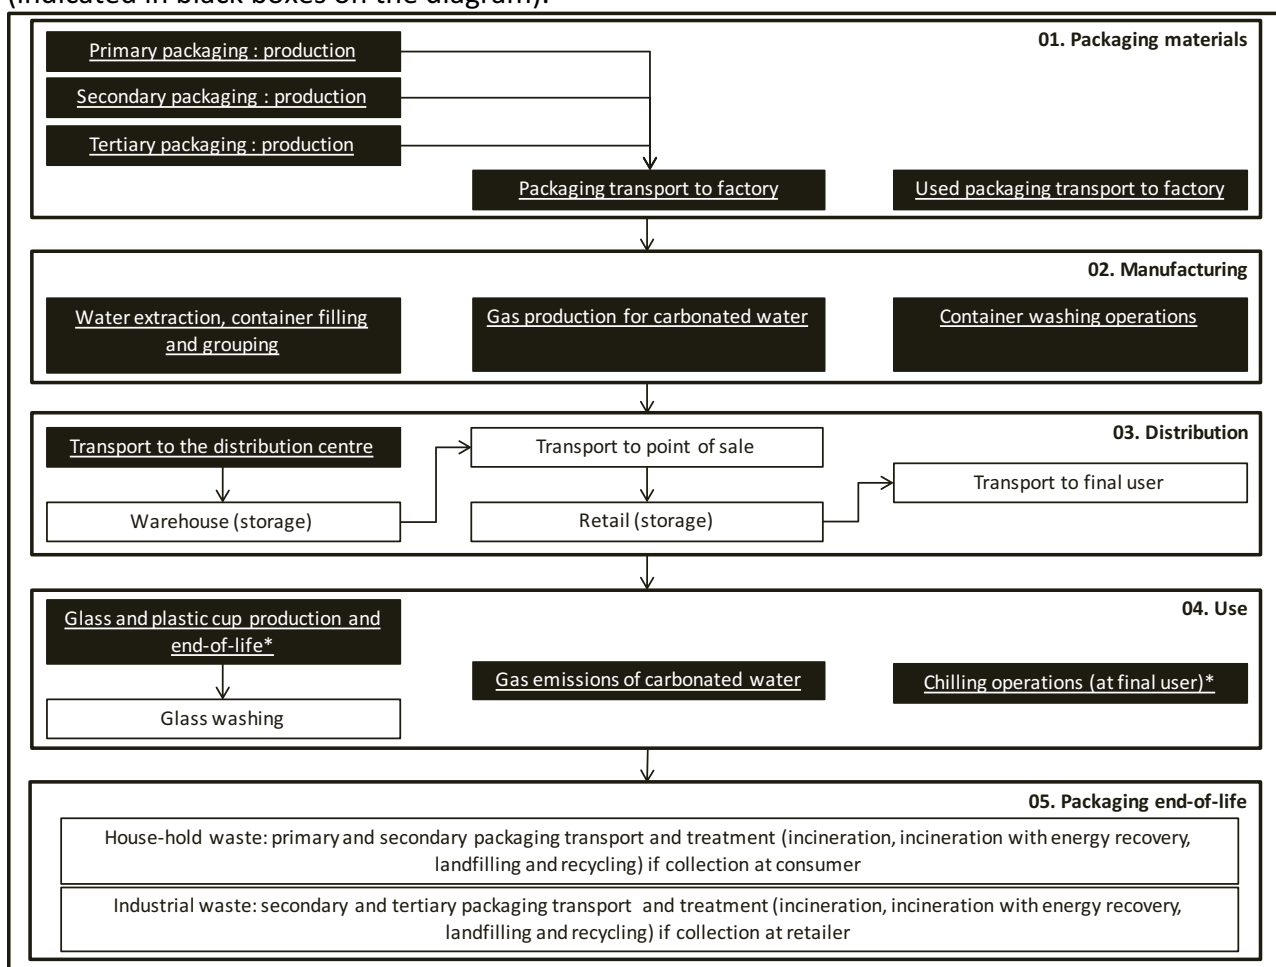 (indicated in black boxes on the diagram).
01. Packaging materials
Primary packaging : production
Secondary packaging : production
Tertiary packaging : production
Packaging transport to factory
Used packaging transport to factory
02. Manufacturing
Water extraction, container filling
and grouping
Gas production for carbonated water
Container washing operations
03. Distribution
Transport to the distribution centre
Warehouse (storage)
Transport to point of sale
Retail (storage)
Transport to final user
04. Use
Glass and plastic cup production and
end-of-life*
Glass washing
Gas emissions of carbonated water
Chilling operations (at final user)*
05. Packaging end-of-life
House-hold waste: primary and secondary packaging transport and treatment (incineration, incineration with energy recovery,
landfilling and recycling) if collection at consumer
Industrial waste: secondary and tertiary packaging transport and treatment (incineration, incineration with energy recovery,
landfilling and recycling) if collection at retailer